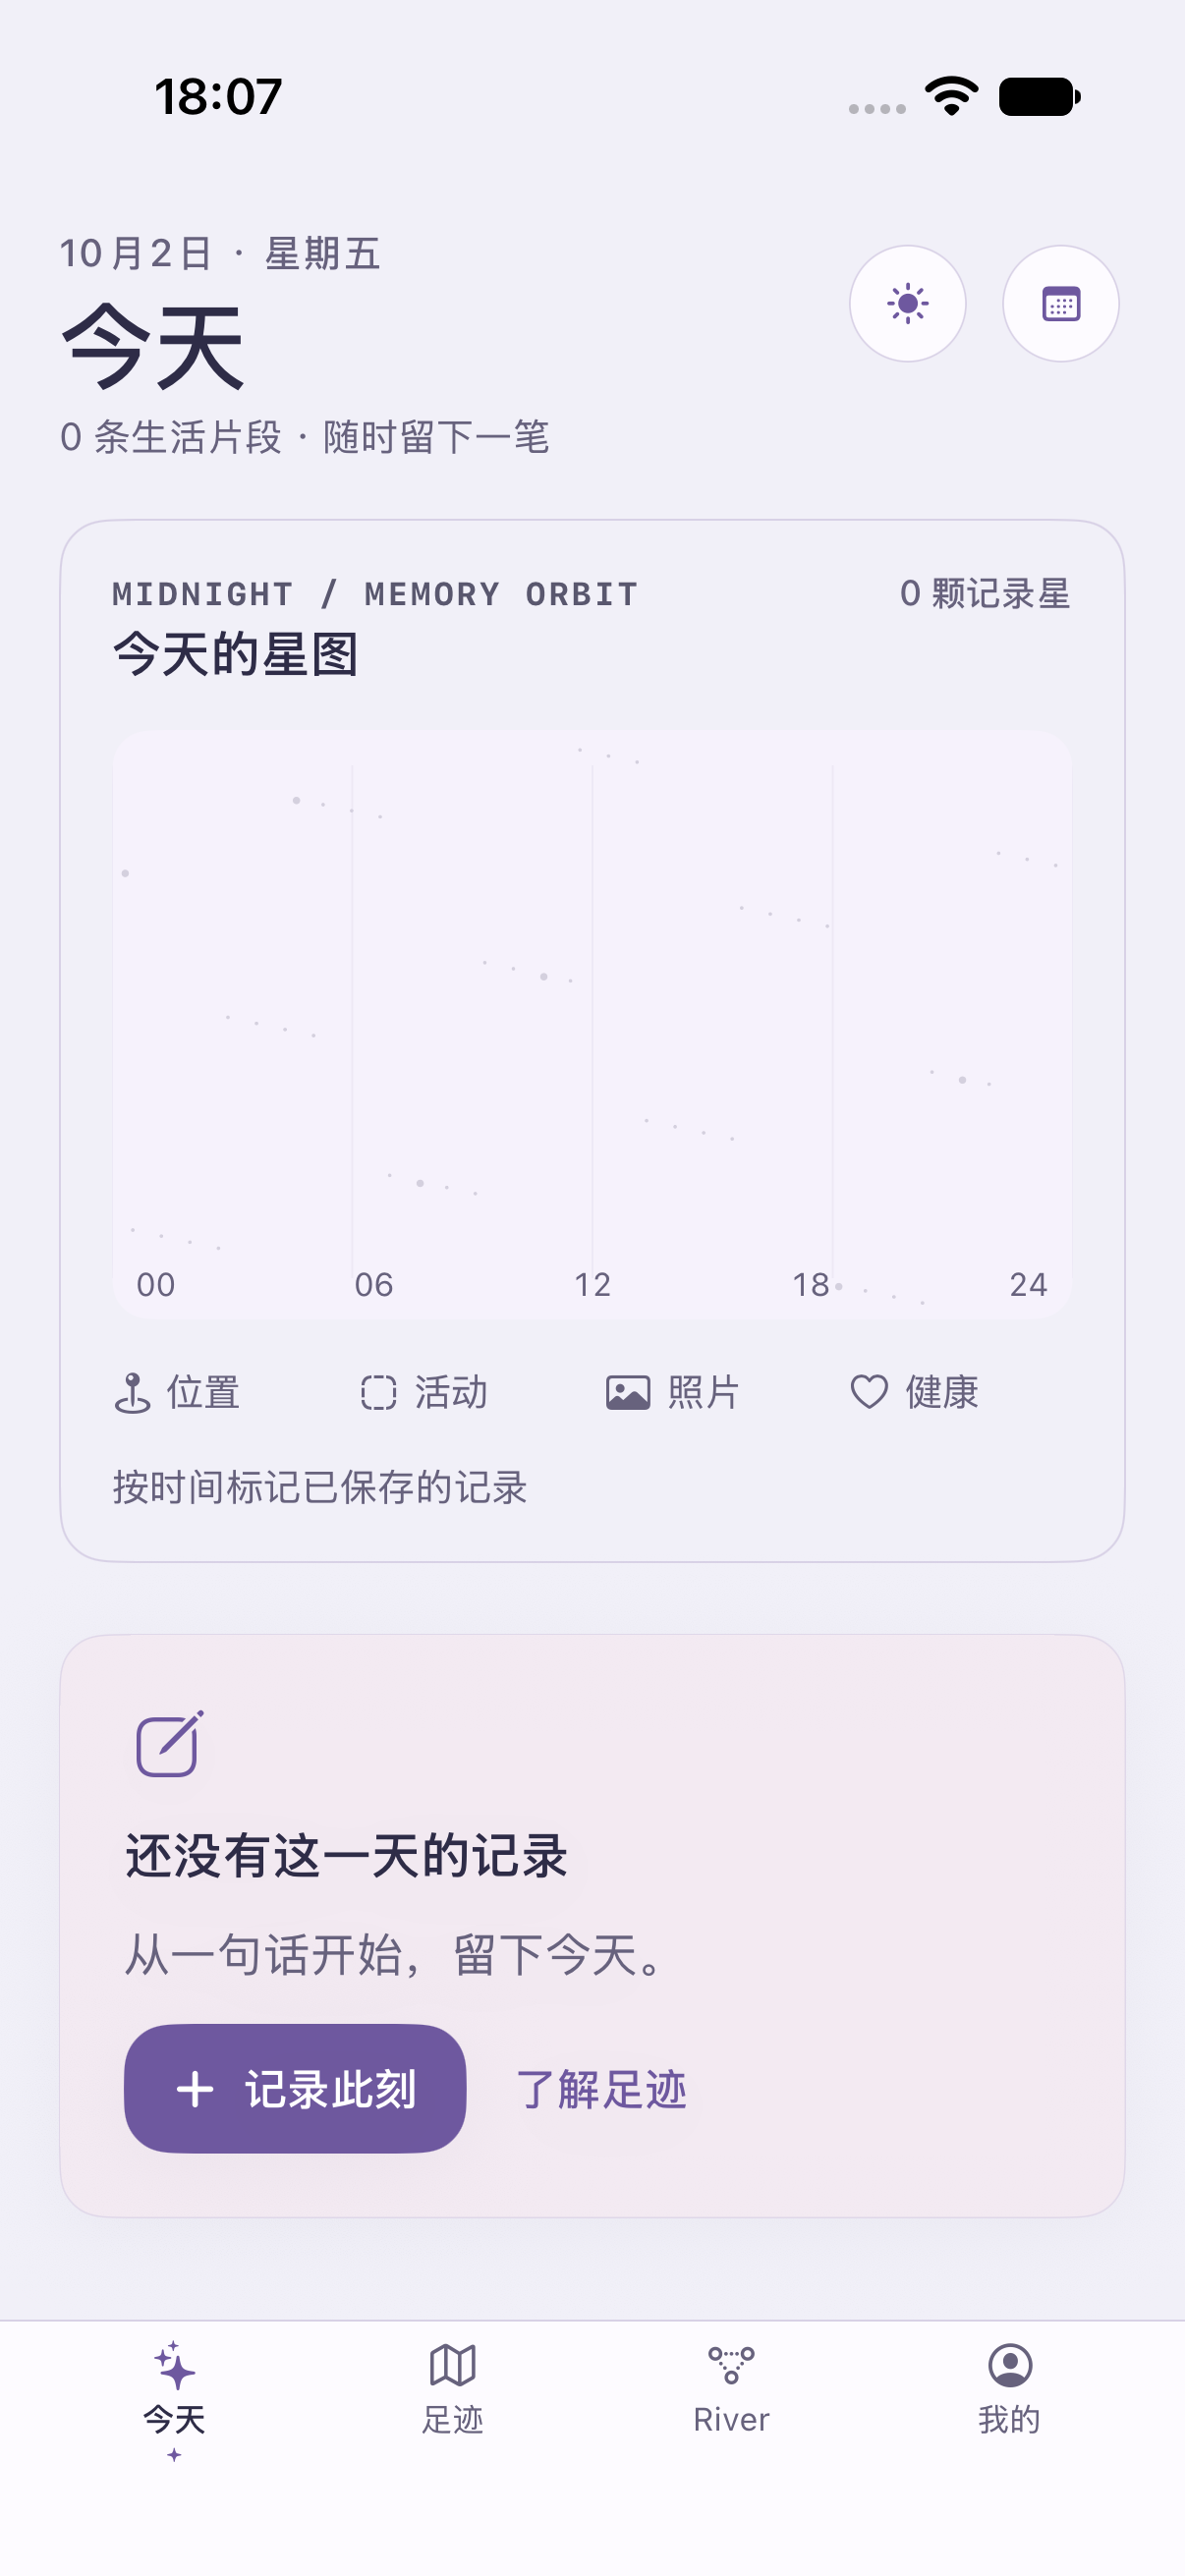 18:07
10月2日 · 星期五
今天
0 条生活片段 · 随时留下一笔
MIDNIGHT / MEMORY ORBIT
0 颗记录星
今天的星图
00 06 12 18 24
位置 活动 照片 健康
按时间标记已保存的记录
还没有这一天的记录
从一句话开始，留下今天。
记录此刻 了解足迹
今天 足迹 River 我的